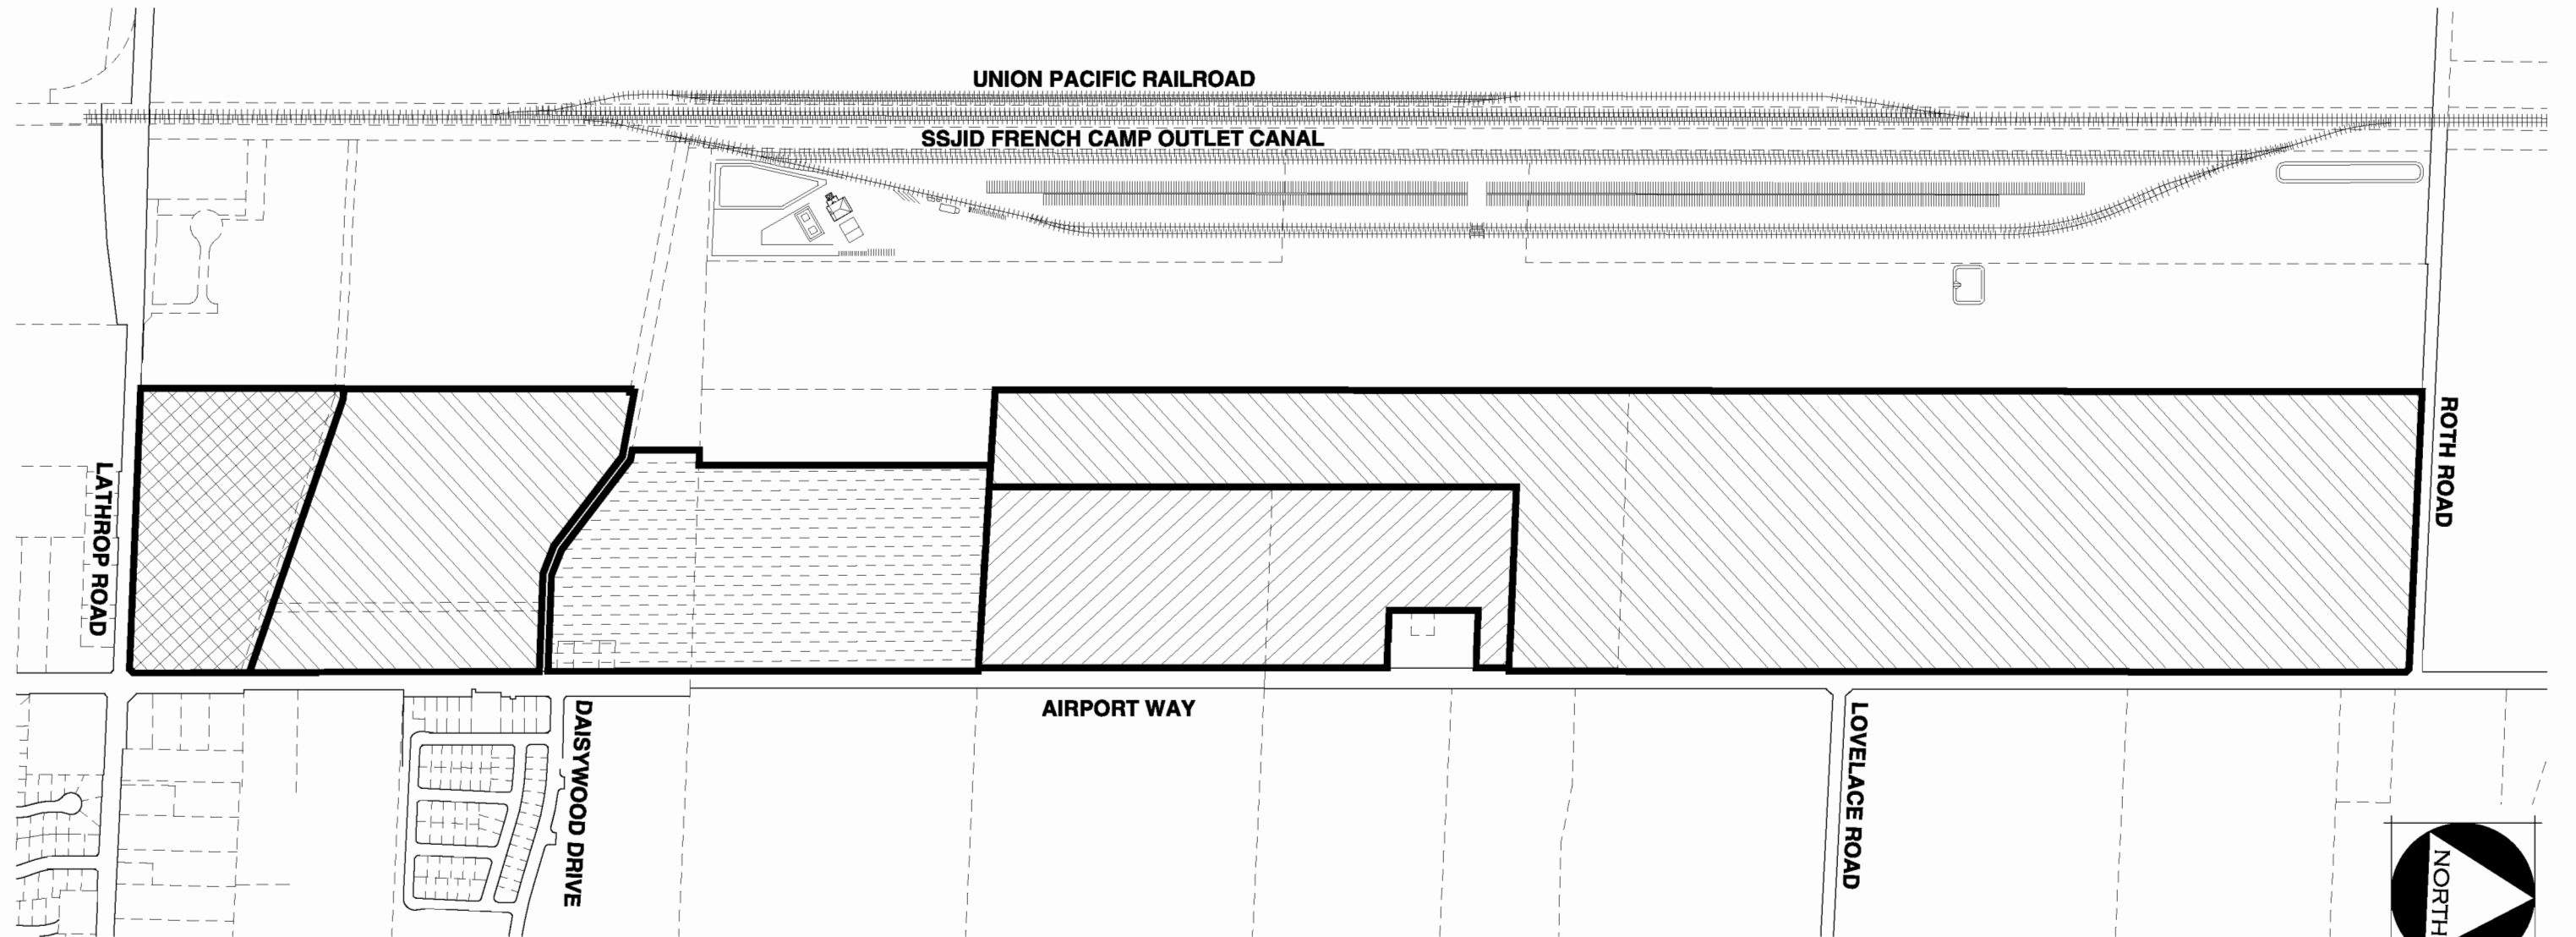 UNION PACIFIC RAILROAD
SSJID FRENCH CAMP OUTLET CANAL
LATHROP ROAD
ROTH ROAD
AIRPORT WAY
DAISYWOOD DRIVE
LOVELACE ROAD
NORTH